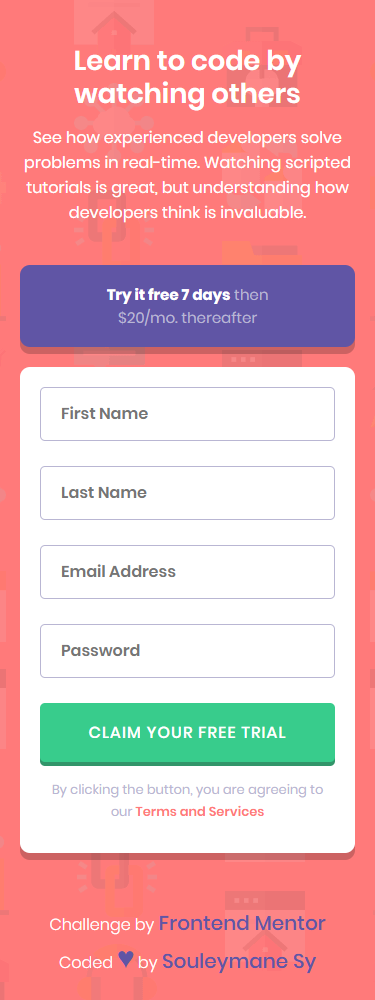 Learn to code by
watching others
See how experienced developers solve
problems in real-time. Watching scripted
tutorials is great, but understanding how
developers think is invaluable.
Try it free 7 days then
$20/mo. thereafter
First Name
Last Name
Email Address
Password
CLAIM YOUR FREE TRIAL
By clicking the button, you are agreeing to
our Terms and Services
Challenge by Frontend Mentor
Coded ♥ by Souleymane Sy